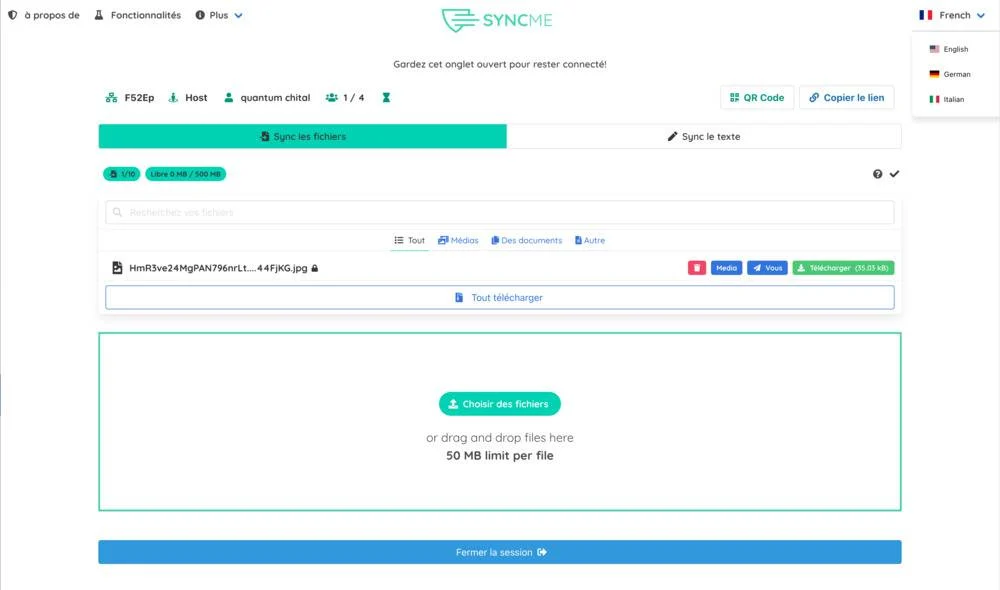 à propos de Fonctionnalités Plus SYNCME French
English
German
Italian
Gardez cet onglet ouvert pour rester connecté!
F52Ep Host quantum chital 1 / 4 QR Code Copier le lien
Sync les fichiers Sync le texte
1/10 Libre 0 MB / 500 MB
Recherchez vos fichiers
Tout Médias Des documents Autre
HmR3ve24MgPAN796nrLt....44FjKG.jpg Media Vous Télécharger (35.03 kB)
Tout télécharger
Choisir des fichiers
or drag and drop files here
50 MB limit per file
Fermer la session